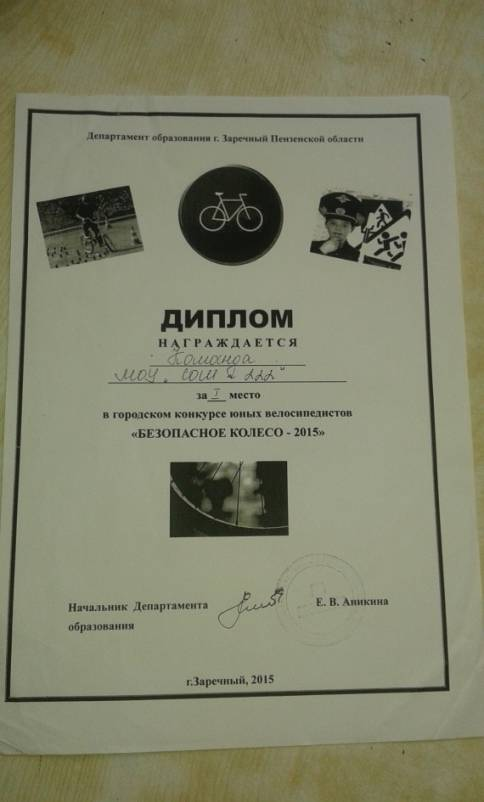 Департамент образования г. Заречный Пензенской области
ДИПЛОМ
НАГРАЖДАЕТСЯ
Команда
МОУ „СОШ № 222"
за I место
в городском конкурсе юных велосипедистов
«БЕЗОПАСНОЕ КОЛЕСО - 2015»
Начальник Департамента
образования
Е. В. Аникина
г.Заречный, 2015